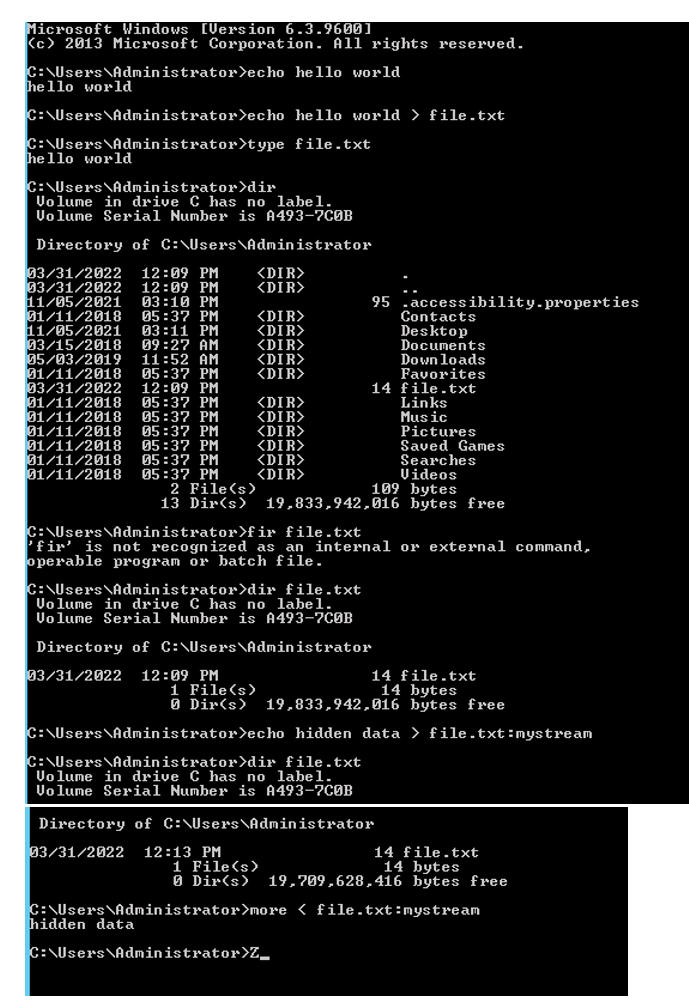 Microsoft Windows [Version 6.3.9600]
(c) 2013 Microsoft Corporation. All rights reserved.
C:\Users\Administrator>echo hello world
hello world
C:\Users\Administrator>echo hello world > file.txt
C:\Users\Administrator>type file.txt
hello world
C:\Users\Administrator>dir
 Volume in drive C has no label.
 Volume Serial Number is A493-7C0B
 Directory of C:\Users\Administrator
03/31/2022  12:09 PM    <DIR>          .
03/31/2022  12:09 PM    <DIR>          ..
11/05/2021  03:10 PM                95 .accessibility.properties
01/11/2018  05:37 PM    <DIR>          Contacts
11/05/2021  03:11 PM    <DIR>          Desktop
03/15/2018  09:27 AM    <DIR>          Documents
05/03/2019  11:52 AM    <DIR>          Downloads
01/11/2018  05:37 PM    <DIR>          Favorites
03/31/2022  12:09 PM                14 file.txt
01/11/2018  05:37 PM    <DIR>          Links
01/11/2018  05:37 PM    <DIR>          Music
01/11/2018  05:37 PM    <DIR>          Pictures
01/11/2018  05:37 PM    <DIR>          Saved Games
01/11/2018  05:37 PM    <DIR>          Searches
01/11/2018  05:37 PM    <DIR>          Videos
               2 File(s)            109 bytes
              13 Dir(s)  19,833,942,016 bytes free
C:\Users\Administrator>fir file.txt
'fir' is not recognized as an internal or external command,
operable program or batch file.
C:\Users\Administrator>dir file.txt
 Volume in drive C has no label.
 Volume Serial Number is A493-7C0B
 Directory of C:\Users\Administrator
03/31/2022  12:09 PM                14 file.txt
               1 File(s)             14 bytes
               0 Dir(s)  19,833,942,016 bytes free
C:\Users\Administrator>echo hidden data > file.txt:mystream
C:\Users\Administrator>dir file.txt
 Volume in drive C has no label.
 Volume Serial Number is A493-7C0B
 Directory of C:\Users\Administrator
03/31/2022  12:13 PM                14 file.txt
               1 File(s)             14 bytes
               0 Dir(s)  19,709,628,416 bytes free
C:\Users\Administrator>more < file.txt:mystream
hidden data
C:\Users\Administrator>Z_